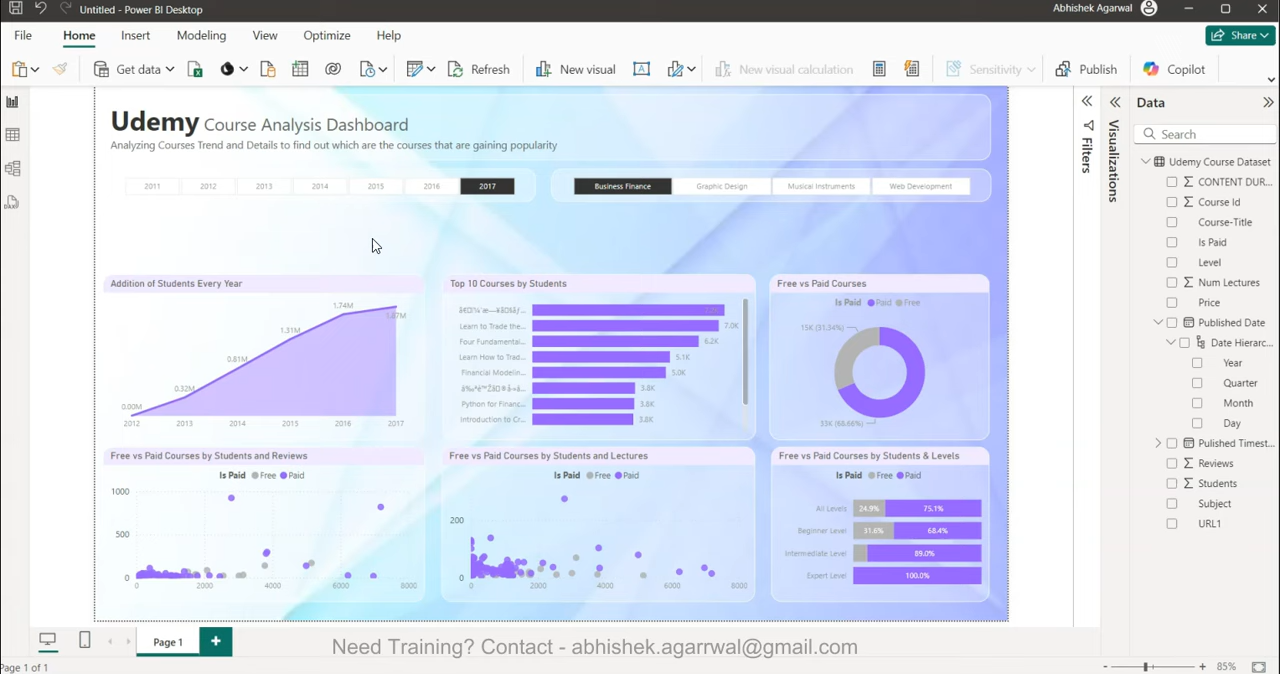 Untitled - Power BI Desktop
Abhishek Agarwal
File Home Insert Modeling View Optimize Help
Share
Get data
Refresh
New visual
New visual calculation
Sensitivity
Publish
Copilot
Udemy Course Analysis Dashboard
Analyzing Courses Trend and Details to find out which are the courses that are gaining popularity
2011 2012 2013 2014 2015 2016 2017
Business Finance Graphic Design Musical Instruments Web Development
Addition of Students Every Year
0.00M 0.32M 0.81M 1.31M 1.74M 1.87M
2012 2013 2014 2015 2016 2017
Top 10 Courses by Students
Learn to Trade the... 7.0K
Four Fundamental... 6.2K
Learn How to Trad... 5.1K
Financial Modelin... 5.0K
3.8K
Python for Financ... 3.8K
Introduction to Cr... 3.8K
Free vs Paid Courses
Is Paid Paid Free
15K (31.34%)
33K (68.66%)
Free vs Paid Courses by Students and Reviews
Is Paid Free Paid
1000
500
0
0 2000 4000 6000 8000
Free vs Paid Courses by Students and Lectures
Is Paid Free Paid
200
0
0 2000 4000 6000 8000
Free vs Paid Courses by Students & Levels
Is Paid Free Paid
All Levels 24.9% 75.1%
Beginner Level 31.6% 68.4%
Intermediate Level 89.0%
Expert Level 100.0%
Filters
Visualizations
Data
Search
Udemy Course Dataset
CONTENT DUR...
Course Id
Course-Title
Is Paid
Level
Num Lectures
Price
Published Date
Date Hierarc...
Year
Quarter
Month
Day
Pulished Timest...
Reviews
Students
Subject
URL1
Page 1
Need Training? Contact - abhishek.agarrwal@gmail.com
Page 1 of 1
85%